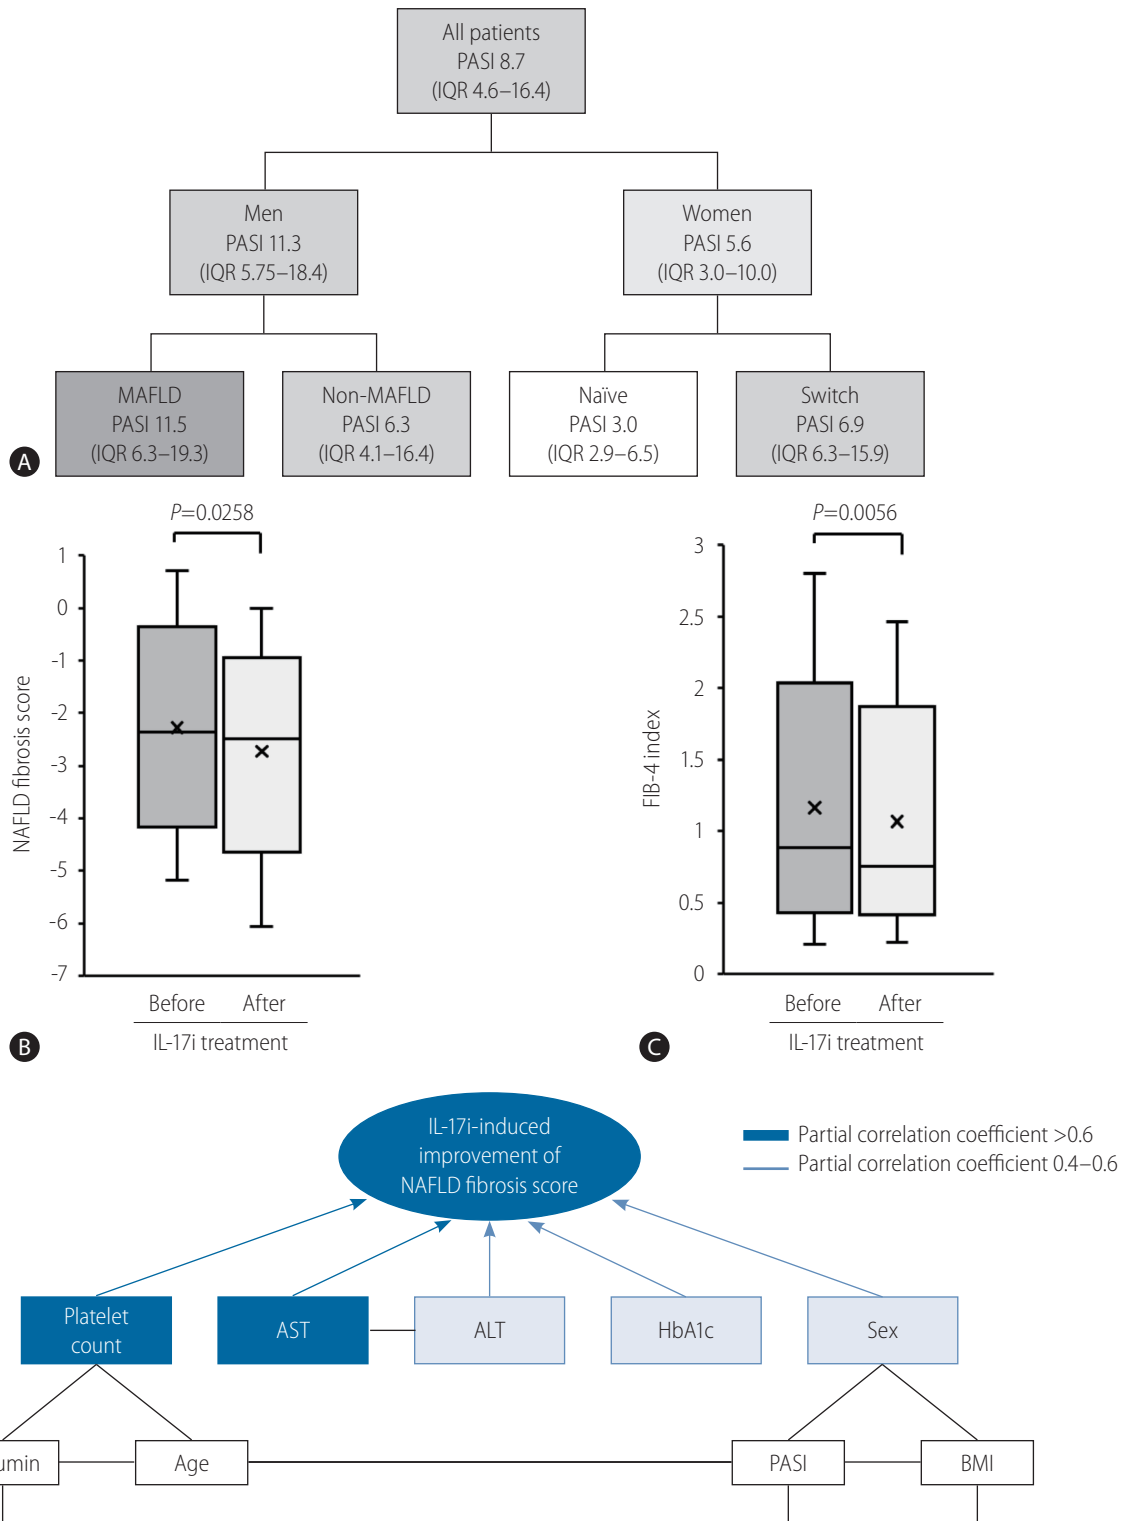 All patients
PASI 8.7
(IQR 4.6–16.4)
Men
PASI 11.3
(IQR 5.75–18.4)
Women
PASI 5.6
(IQR 3.0–10.0)
MAFLD
PASI 11.5
(IQR 6.3–19.3)
Non-MAFLD
PASI 6.3
(IQR 4.1–16.4)
Naïve
PASI 3.0
(IQR 2.9–6.5)
Switch
PASI 6.9
(IQR 6.3–15.9)
A
P=0.0258
NAFLD fibrosis score
1
0
-1
-2
-3
-4
-5
-6
-7
Before After
IL-17i treatment
B
P=0.0056
FIB-4 index
3
2.5
2
1.5
1
0.5
0
Before After
IL-17i treatment
C
IL-17i-induced
improvement of
NAFLD fibrosis score
Partial correlation coefficient >0.6
Partial correlation coefficient 0.4–0.6
Platelet
count
AST
ALT
HbA1c
Sex
umin
Age
PASI
BMI